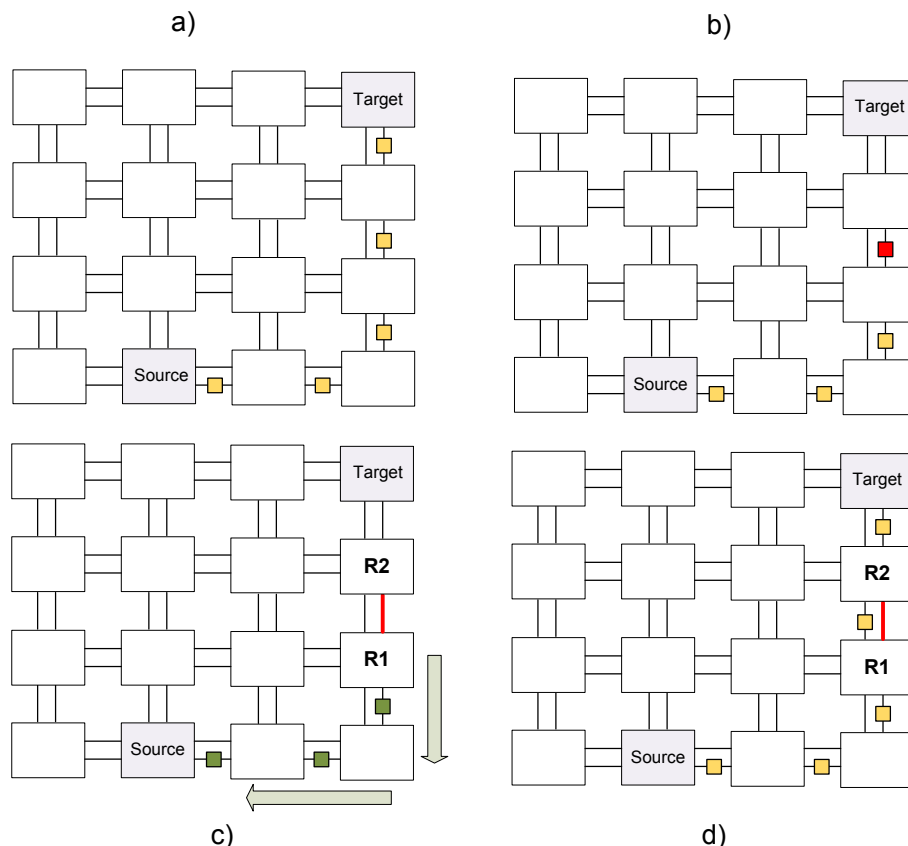 a)
b)
Target
Target
Source
Source
Target
Target
R2
R2
R1
R1
Source
Source
c)
d)